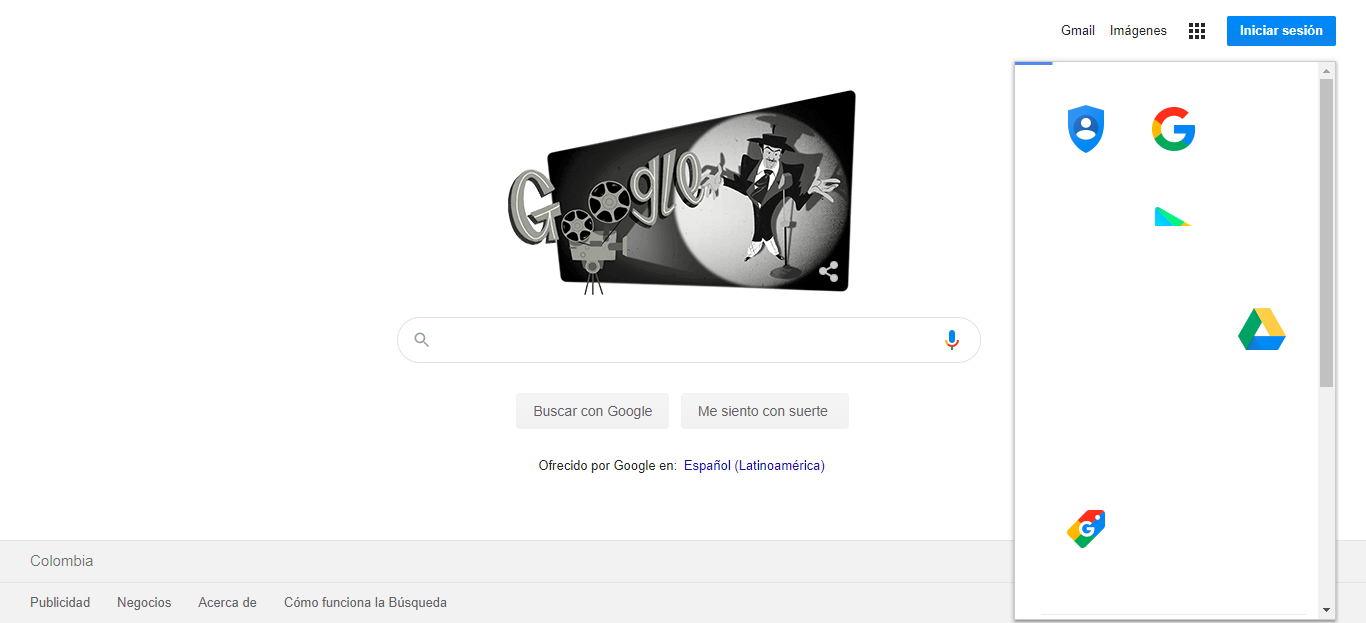 Gmail Imágenes Iniciar sesión
Google
Buscar con Google Me siento con suerte
Ofrecido por Google en: Español (Latinoamérica)
G
G
Colombia
Publicidad Negocios Acerca de Cómo funciona la Búsqueda